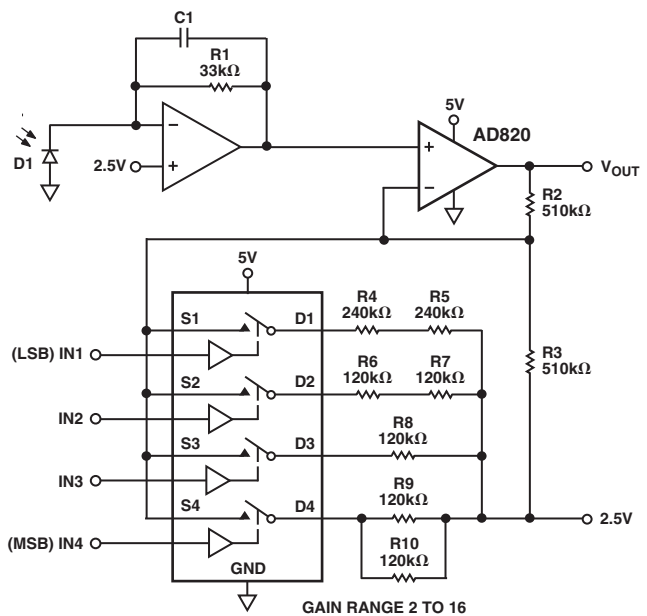 C1
R1
33kΩ
D1
2.5V
−
+
5V
AD820
+
−
VOUT
R2
510kΩ
5V
R4
240kΩ
R5
240kΩ
S1
D1
(LSB) IN1
R3
510kΩ
R6
120kΩ
R7
120kΩ
S2
D2
IN2
R8
120kΩ
S3
D3
IN3
R9
120kΩ
S4
D4
2.5V
(MSB) IN4
R10
120kΩ
GND
GAIN RANGE 2 TO 16